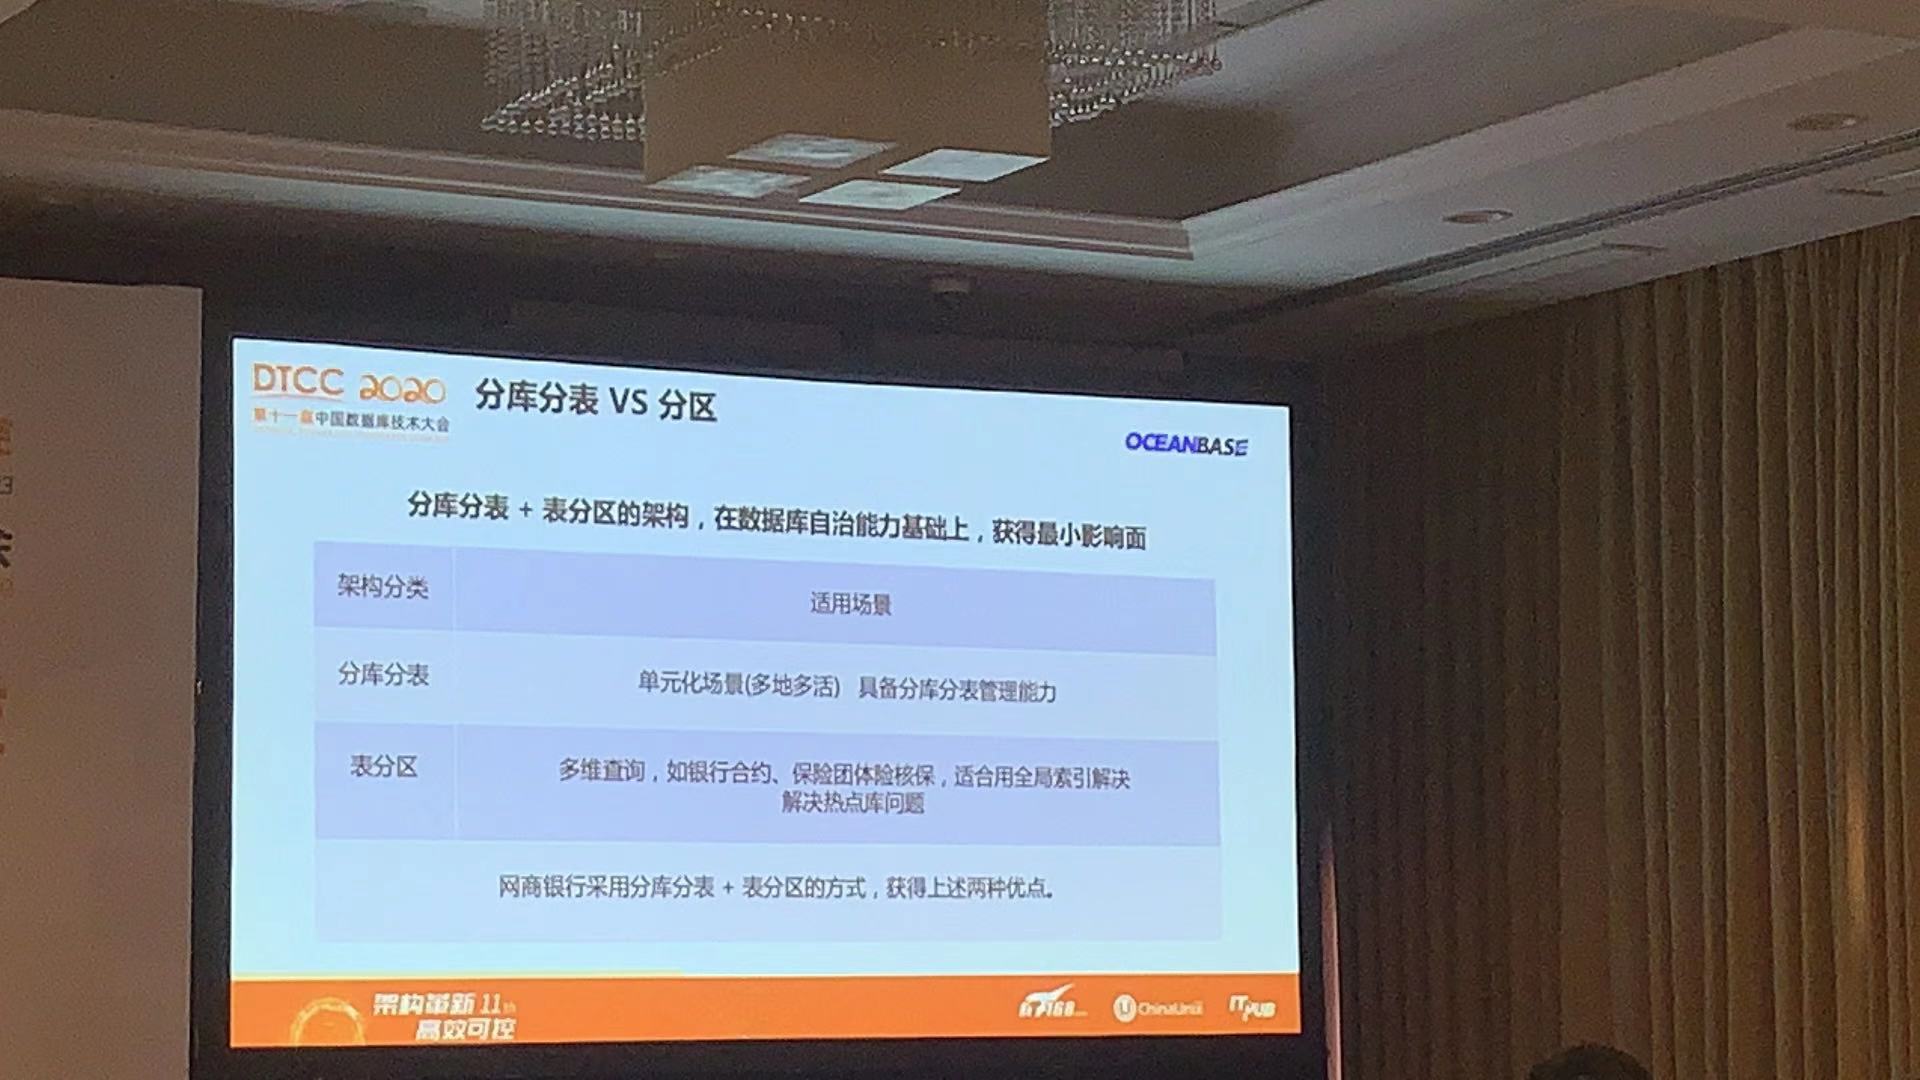 DTCC 2020
第十一届中国数据库技术大会
分库分表 VS 分区
OCEANBASE
分库分表 + 表分区的架构，在数据库自治能力基础上，获得最小影响面
架构分类
适用场景
分库分表
单元化场景(多地多活) 具备分库分表管理能力
表分区
多维查询，如银行合约、保险团体险核保，适合用全局索引解决
解决热点库问题
网商银行采用分库分表 + 表分区的方式，获得上述两种优点。
架构革新 11th
高效可控
ChinaUnix
ITPUB